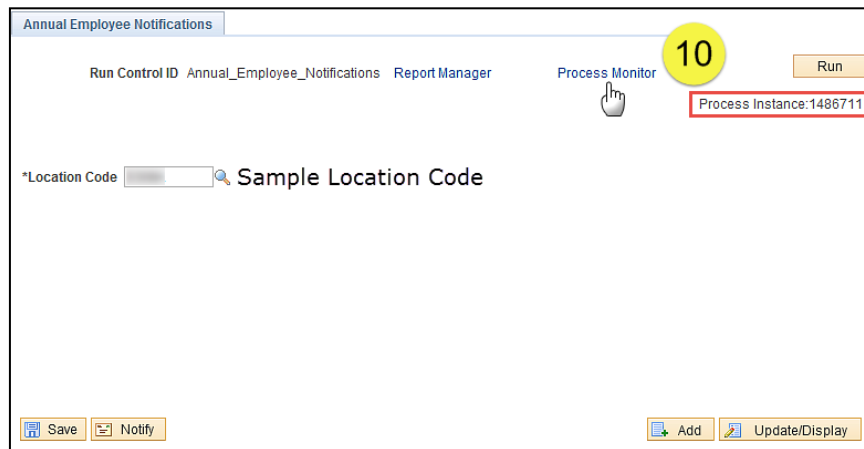 Annual Employee Notifications
Run Control ID Annual_Employee_Notifications Report Manager Process Monitor 10 Run
Process Instance:1486711
*Location Code Sample Location Code
Save Notify Add Update/Display